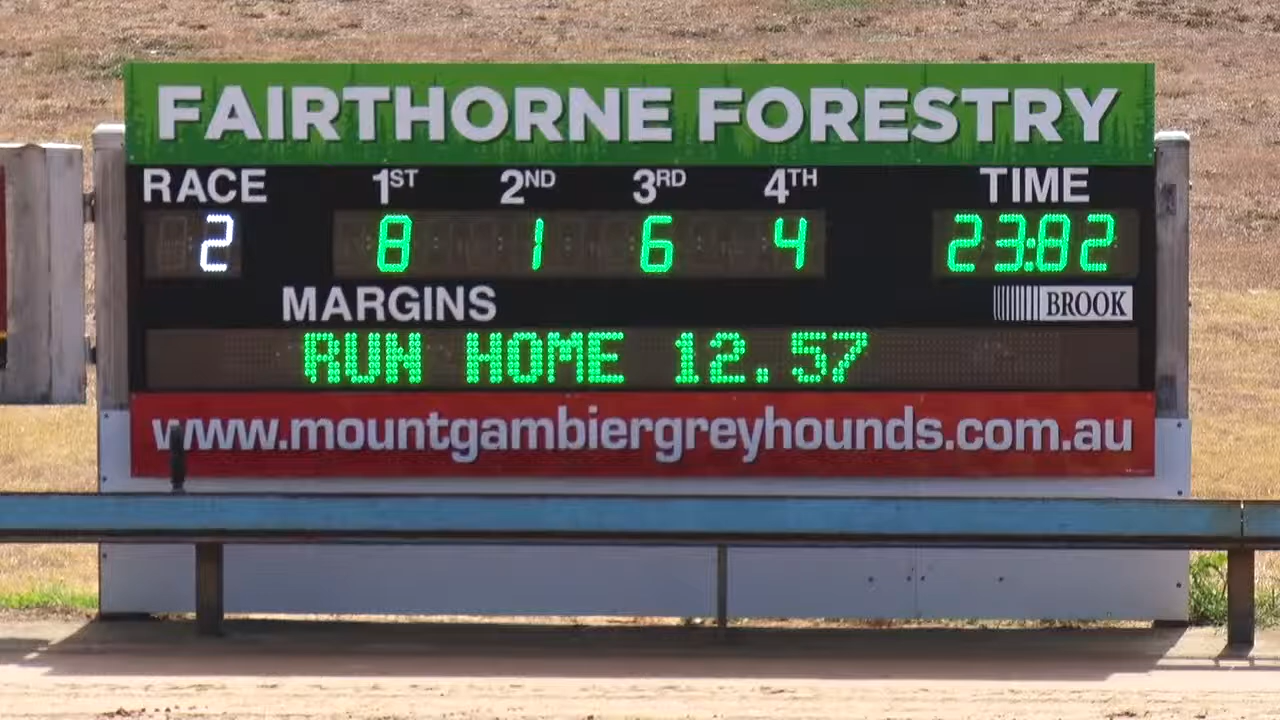 FAIRTHORNE FORESTRY
RACE 1ST 2ND 3RD 4TH TIME
2 8 1 6 4 23:82
MARGINS BROOK
RUN HOME 12.57
www.mountgambiergreyhounds.com.au